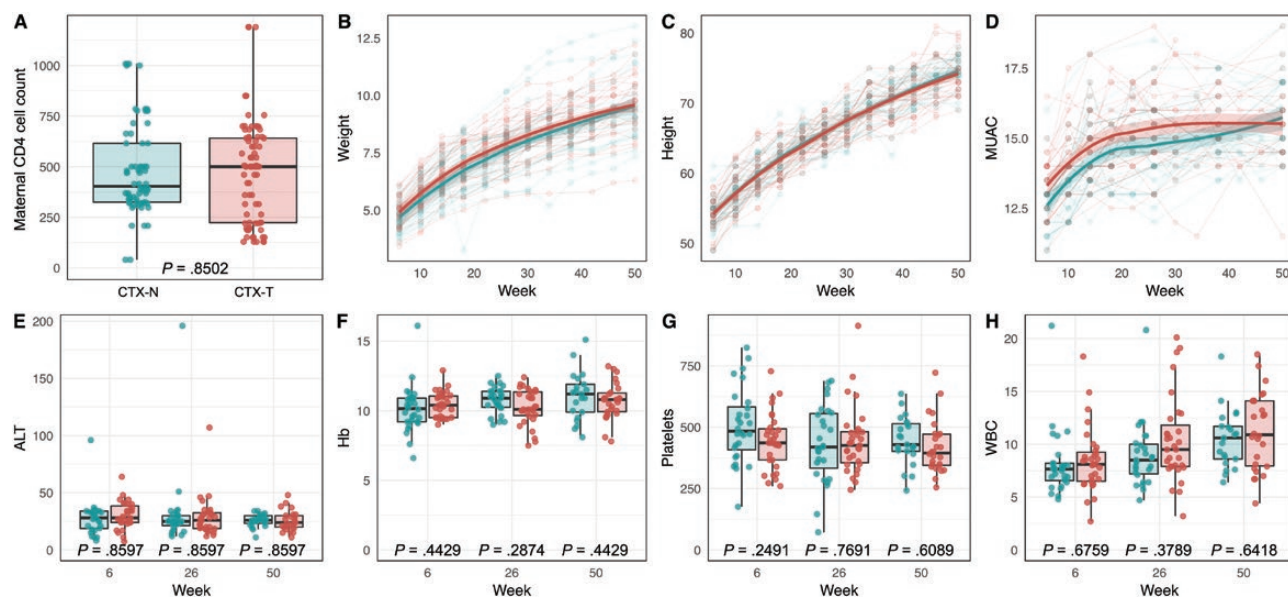 A
Maternal CD4 cell count
1000
750
500
250
0
P = .8502
CTX-N CTX-T
B
Weight
12.5
10.0
7.5
5.0
10 20 30 40 50
Week
C
Height
80
70
60
50
10 20 30 40 50
Week
D
MUAC
17.5
15.0
12.5
10 20 30 40 50
Week
E
ALT
200
150
100
50
0
P = .8597 P = .8597 P = .8597
6 26 50
Week
F
Hb
15
10
5
0
P = .4429 P = .2874 P = .4429
6 26 50
Week
G
Platelets
750
500
250
0
P = .2491 P = .7691 P = .6089
6 26 50
Week
H
WBC
20
15
10
5
0
P = .6759 P = .3789 P = .6418
6 26 50
Week